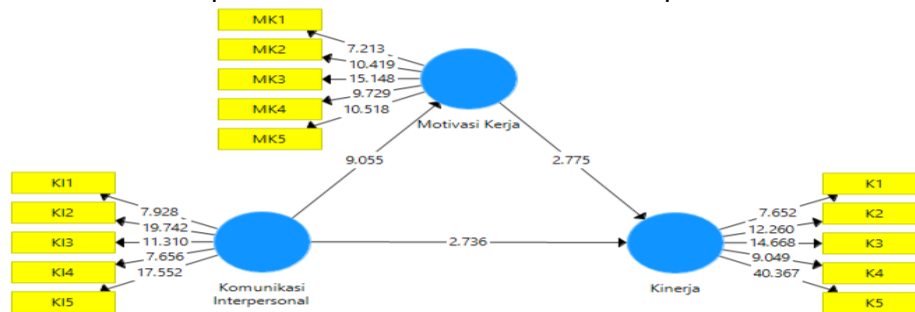 MK1
MK2
MK3
MK4
MK5
7.213
10.419
15.148
9.729
10.518
Motivasi Kerja
9.055
2.775
KI1
KI2
KI3
KI4
KI5
7.928
19.742
11.310
7.656
17.552
Komunikasi
Interpersonal
2.736
Kinerja
7.652
12.260
14.668
9.049
40.367
K1
K2
K3
K4
K5